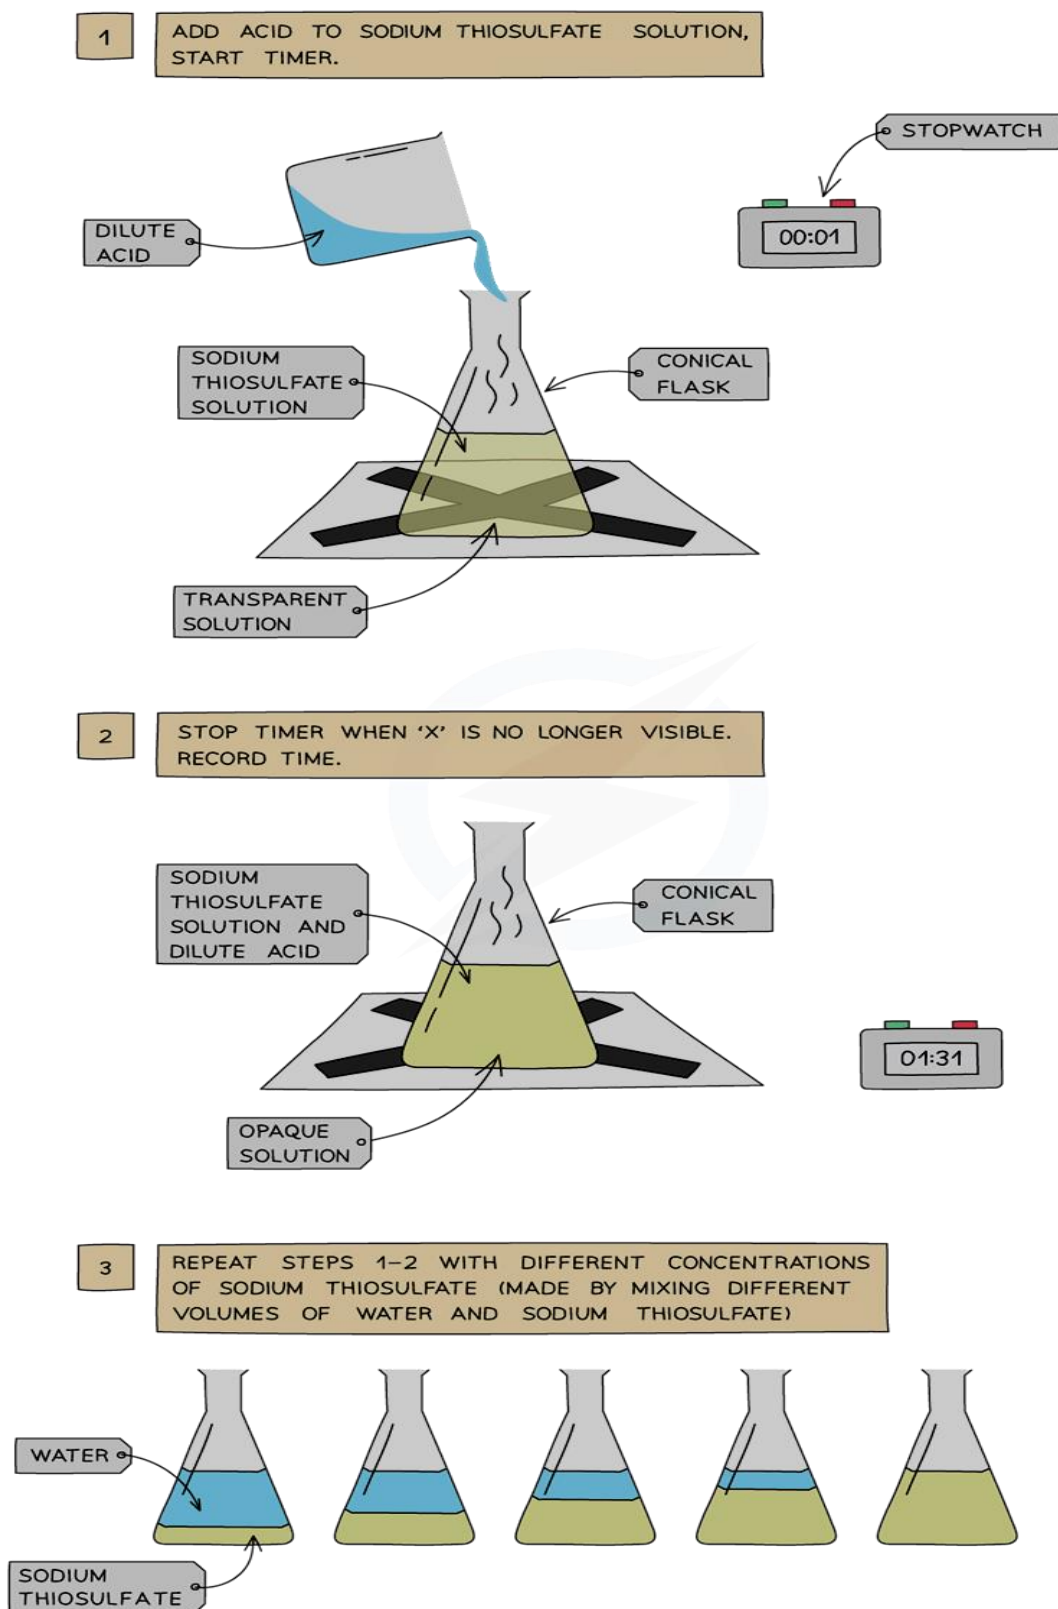 1
ADD ACID TO SODIUM THIOSULFATE SOLUTION,
START TIMER.
STOPWATCH
00:01
DILUTE
ACID
SODIUM
THIOSULFATE
SOLUTION
CONICAL
FLASK
TRANSPARENT
SOLUTION
2
STOP TIMER WHEN ‘X’ IS NO LONGER VISIBLE.
RECORD TIME.
SODIUM
THIOSULFATE
SOLUTION AND
DILUTE ACID
CONICAL
FLASK
01:31
OPAQUE
SOLUTION
3
REPEAT STEPS 1–2 WITH DIFFERENT CONCENTRATIONS
OF SODIUM THIOSULFATE (MADE BY MIXING DIFFERENT
VOLUMES OF WATER AND SODIUM THIOSULFATE)
WATER
SODIUM
THIOSULFATE